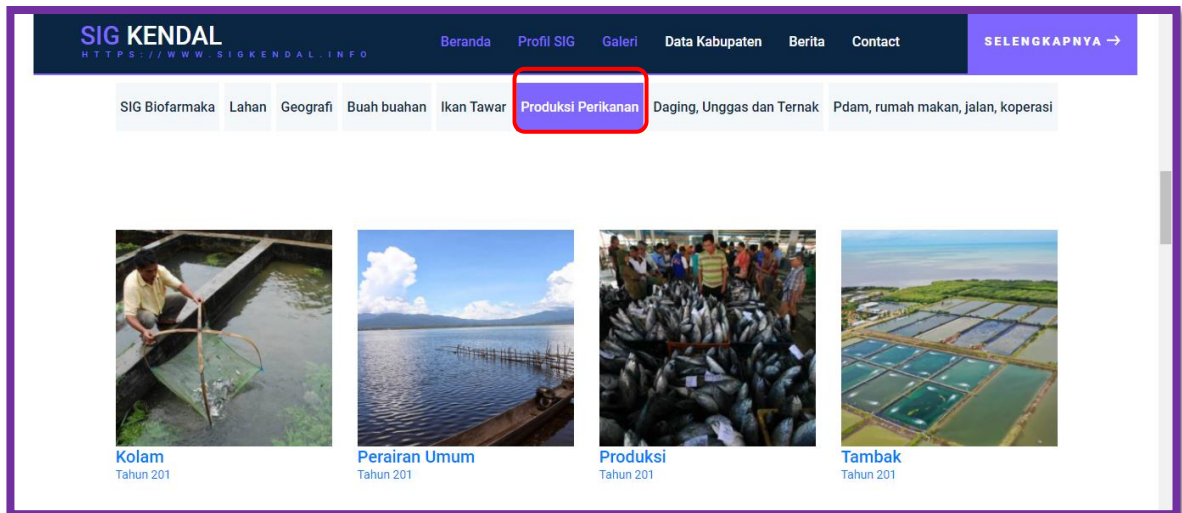 SIG KENDAL
HTTPS://WWW.SIGKENDAL.INFO
Beranda Profil SIG Galeri Data Kabupaten Berita Contact
SELENGKAPNYA →
SIG Biofarmaka Lahan Geografi Buah buahan Ikan Tawar Produksi Perikanan Daging, Unggas dan Ternak Pdam, rumah makan, jalan, koperasi
Kolam
Tahun 201
Perairan Umum
Tahun 201
Produksi
Tahun 201
Tambak
Tahun 201